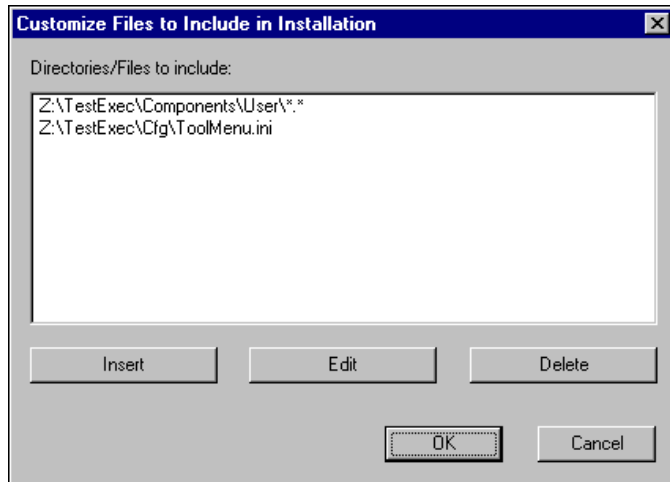 Customize Files to Include in Installation
Directories/Files to include:
Z:\TestExec\Components\User\*.*
Z:\TestExec\Cfg\ToolMenu.ini
Insert Edit Delete
OK Cancel